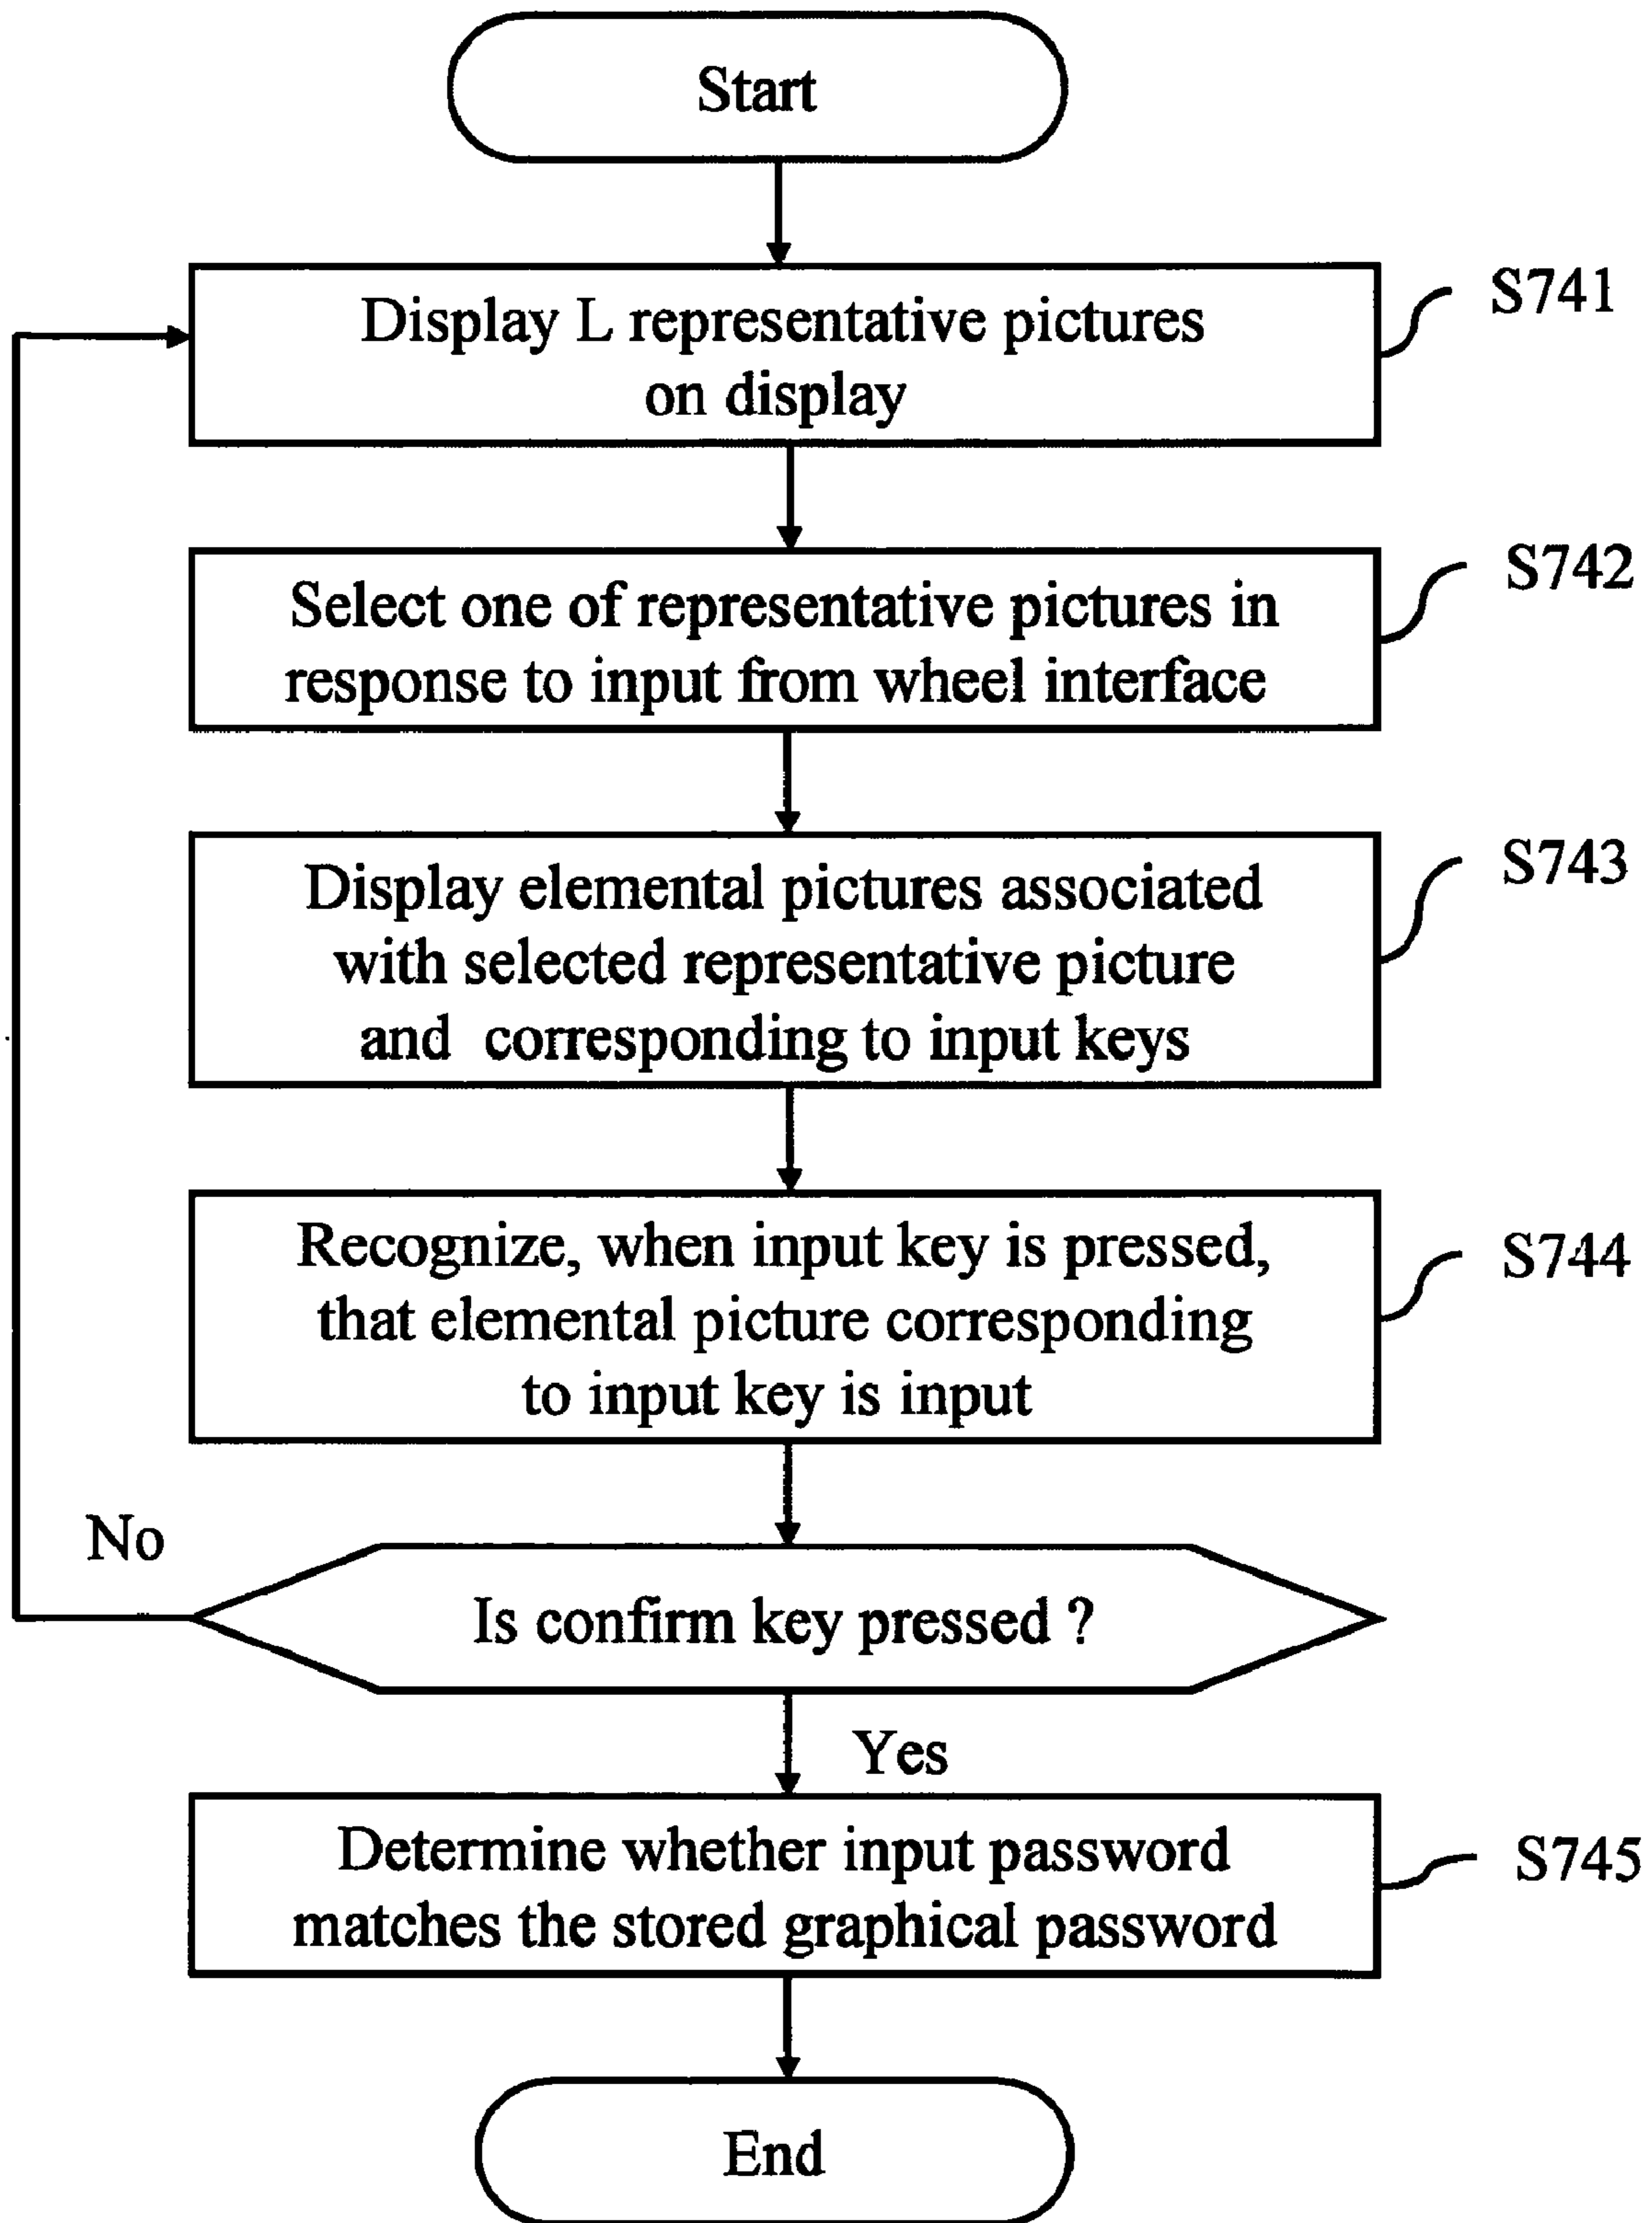 Start
Display L representative pictures
on display
S741
Select one of representative pictures in
response to input from wheel interface
S742
Display elemental pictures associated
with selected representative picture
and corresponding to input keys
S743
Recognize, when input key is pressed,
that elemental picture corresponding
to input key is input
S744
No
Is confirm key pressed ?
Yes
Determine whether input password
matches the stored graphical password
S745
End